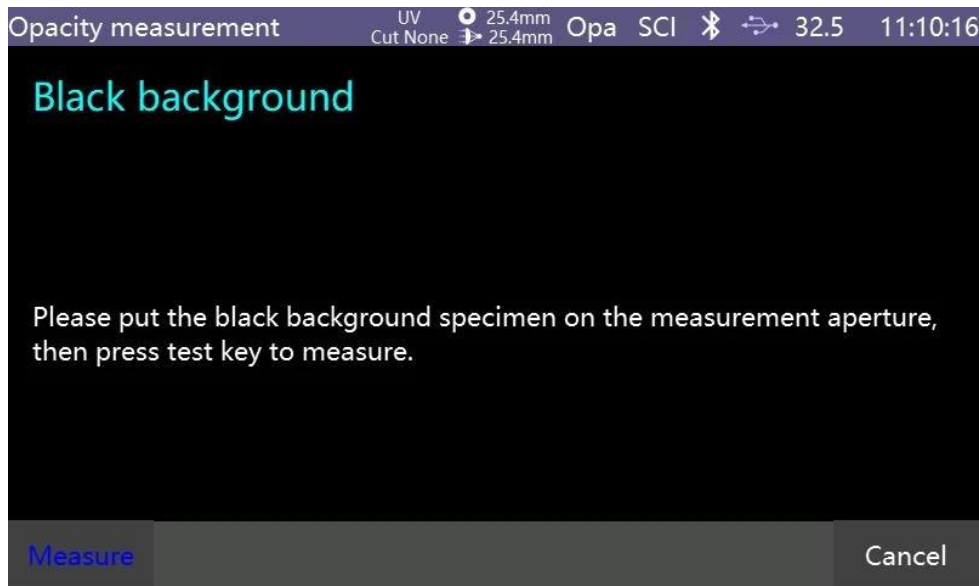 Opacity measurement UV Cut None 25.4mm 25.4mm Opa SCI 32.5 11:10:16
Black background
Please put the black background specimen on the measurement aperture,
then press test key to measure.
Measure Cancel